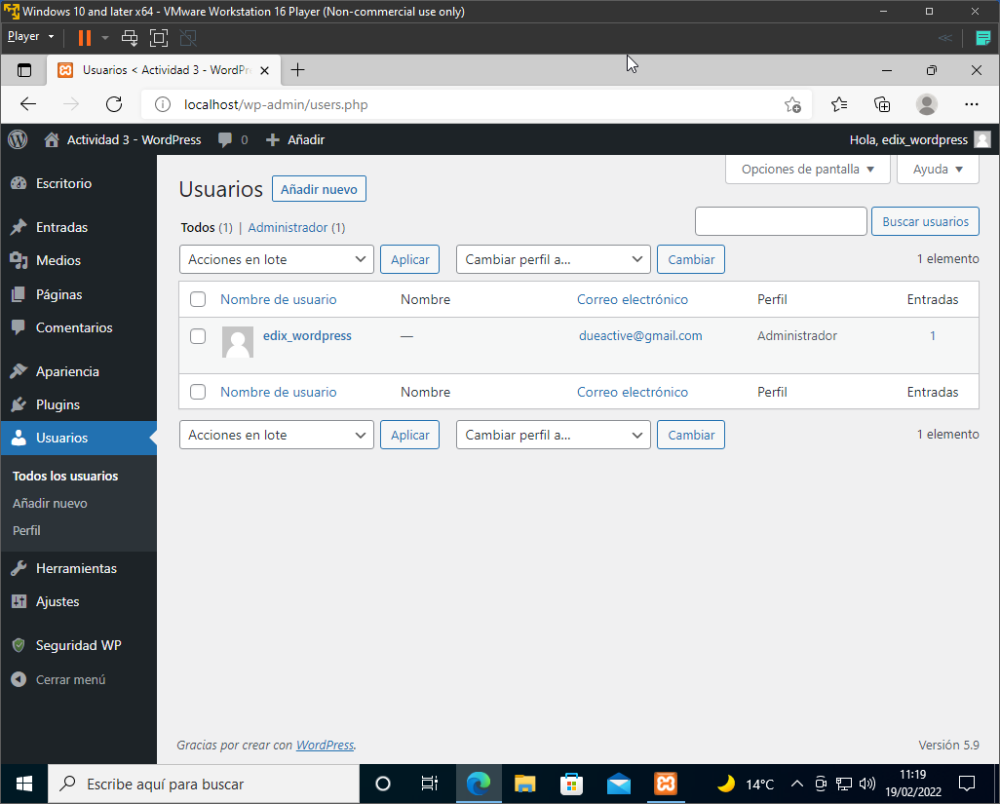 Windows 10 and later x64 - VMware Workstation 16 Player (Non-commercial use only)
Player
Usuarios < Actividad 3 - WordPr
localhost/wp-admin/users.php
Actividad 3 - WordPress 0 Añadir Hola, edix_wordpress
Opciones de pantalla Ayuda
Escritorio
Entradas
Medios
Páginas
Comentarios
Apariencia
Plugins
Usuarios
Todos los usuarios
Añadir nuevo
Perfil
Herramientas
Ajustes
Seguridad WP
Cerrar menú
Usuarios Añadir nuevo
Todos (1) | Administrador (1)
Buscar usuarios
Acciones en lote Aplicar Cambiar perfil a... Cambiar 1 elemento
Nombre de usuario Nombre Correo electrónico Perfil Entradas
edix_wordpress — dueactive@gmail.com Administrador 1
Nombre de usuario Nombre Correo electrónico Perfil Entradas
Acciones en lote Aplicar Cambiar perfil a... Cambiar 1 elemento
Gracias por crear con WordPress. Versión 5.9
Escribe aquí para buscar
14°C
11:19
19/02/2022